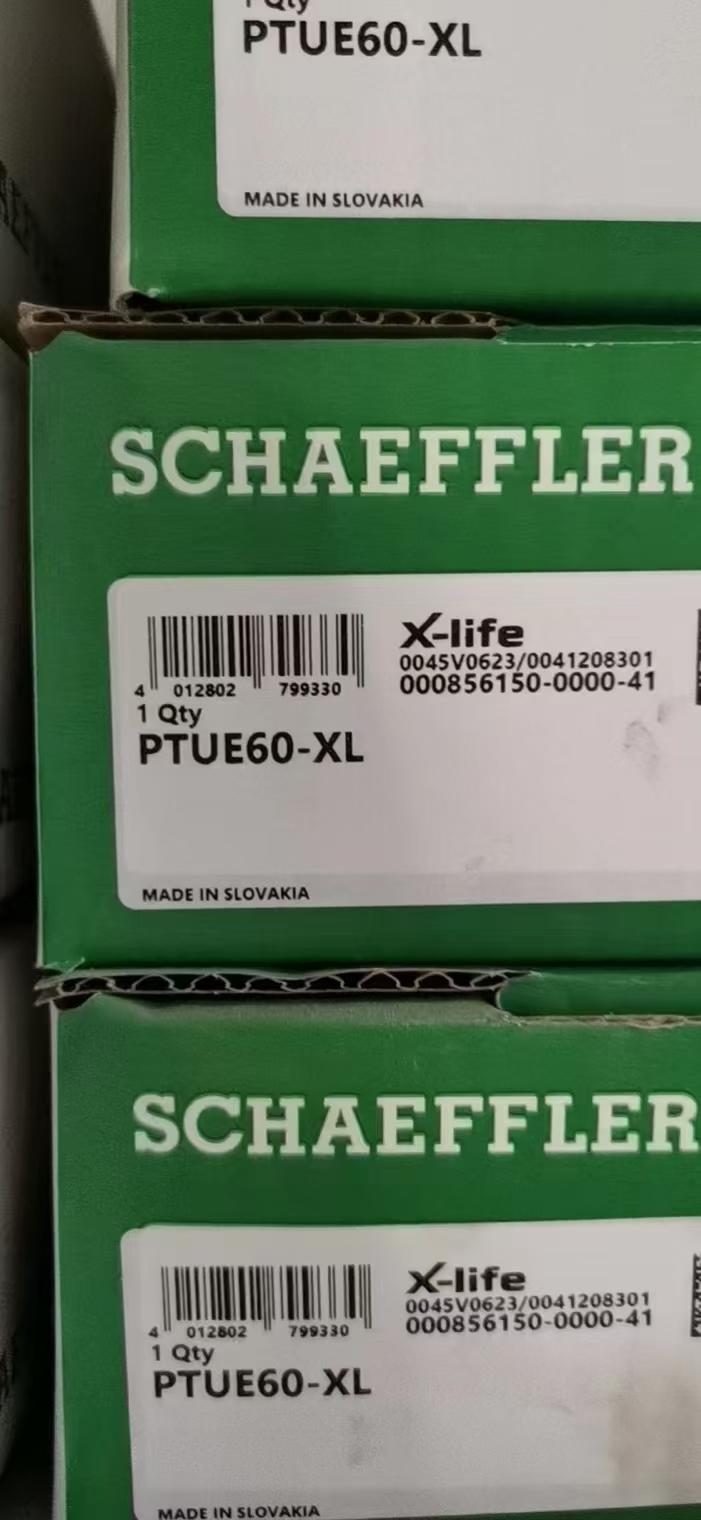 1 Qty
PTUE60-XL
MADE IN SLOVAKIA
SCHAEFFLER
X-life
0045V0623/0041208301
000856150-0000-41
4 012802 799330
1 Qty
PTUE60-XL
MADE IN SLOVAKIA
SCHAEFFLER
X-life
0045V0623/0041208301
000856150-0000-41
4 012802 799330
1 Qty
PTUE60-XL
MADE IN SLOVAKIA